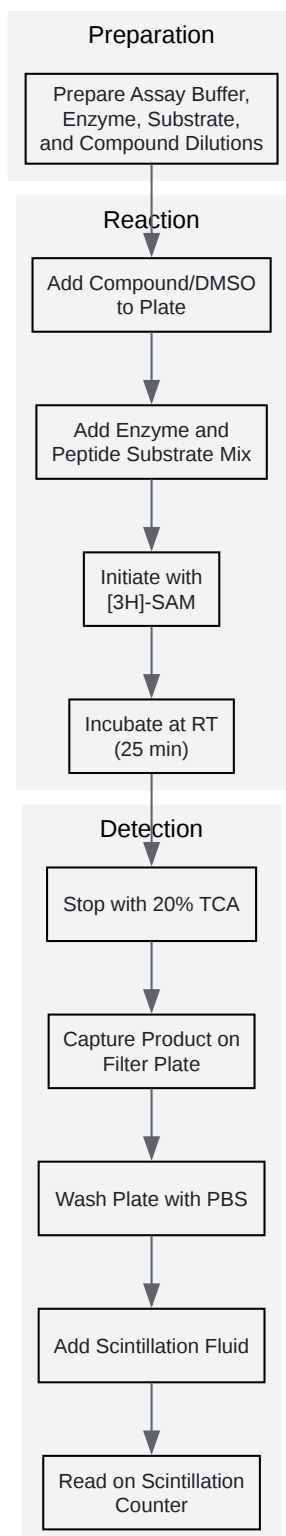 Preparation
Prepare Assay Buffer,
Enzyme, Substrate,
and Compound Dilutions
Reaction
Add Compound/DMSO
to Plate
Add Enzyme and
Peptide Substrate Mix
Initiate with
[3H]-SAM
Incubate at RT
(25 min)
Detection
Stop with 20% TCA
Capture Product on
Filter Plate
Wash Plate with PBS
Add Scintillation Fluid
Read on Scintillation
Counter